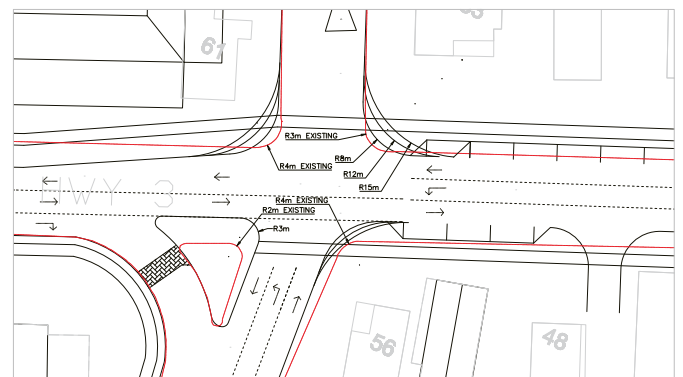 61
R3m EXISTING
R4m EXISTING
R8m
R12m
R15m
HWY 3
R4m EXISTING
R2m EXISTING
R3m
56
48